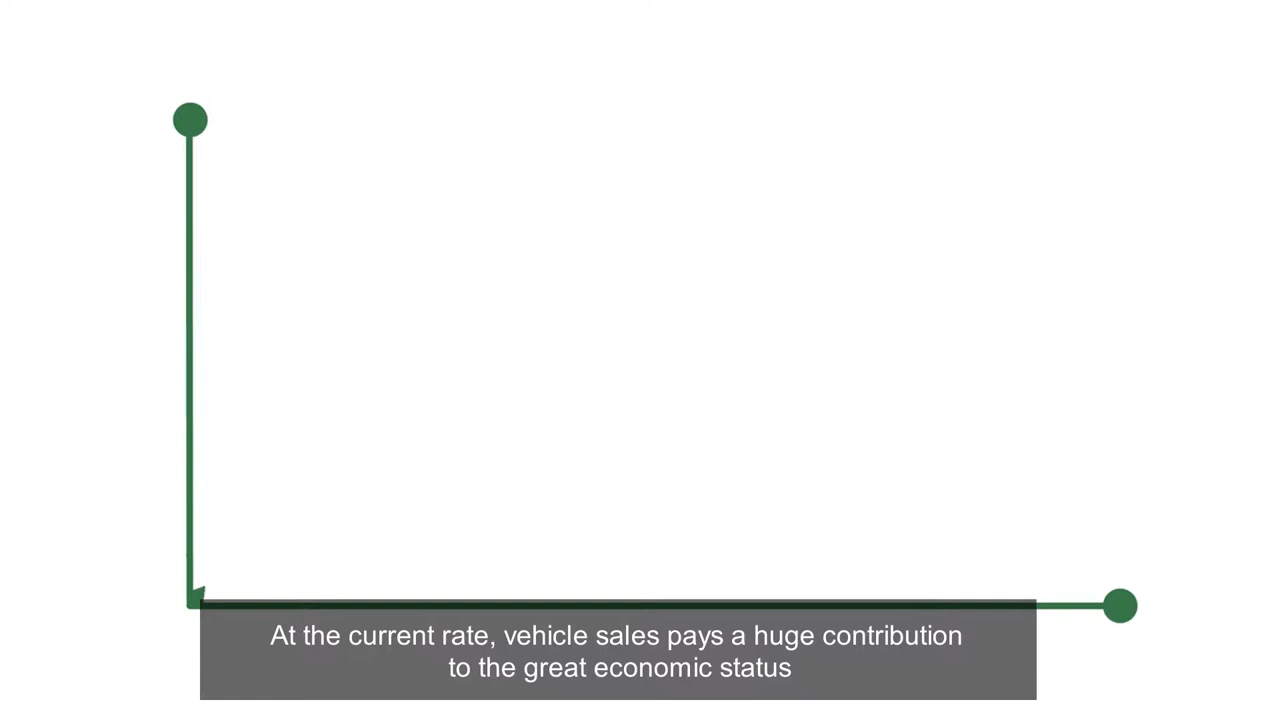 At the current rate, vehicle sales pays a huge contribution
to the great economic status